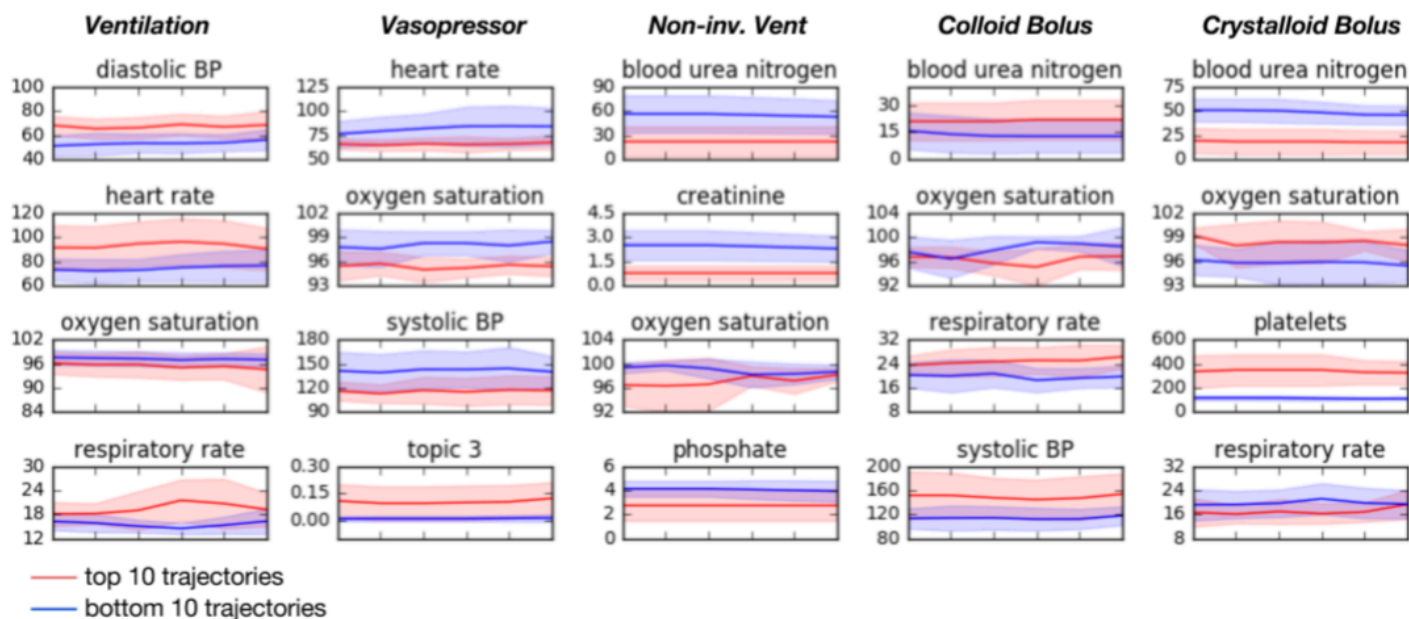 Ventilation Vasopressor Non-inv. Vent Colloid Bolus Crystalloid Bolus
diastolic BP heart rate blood urea nitrogen blood urea nitrogen blood urea nitrogen
100 125 90 30 75
80 100 60 15 50
60 75 30 0 25
40 50 0 0
heart rate oxygen saturation creatinine oxygen saturation oxygen saturation
120 102 4.5 104 102
100 99 3.0 100 99
80 96 1.5 96 96
60 93 0.0 92 93
oxygen saturation systolic BP oxygen saturation respiratory rate platelets
102 180 104 32 600
96 150 100 24 400
90 120 96 16 200
84 90 92 8 0
respiratory rate topic 3 phosphate systolic BP respiratory rate
30 0.30 6 200 32
24 0.15 4 160 24
18 0.00 2 120 16
12 0 80 8
top 10 trajectories
bottom 10 trajectories